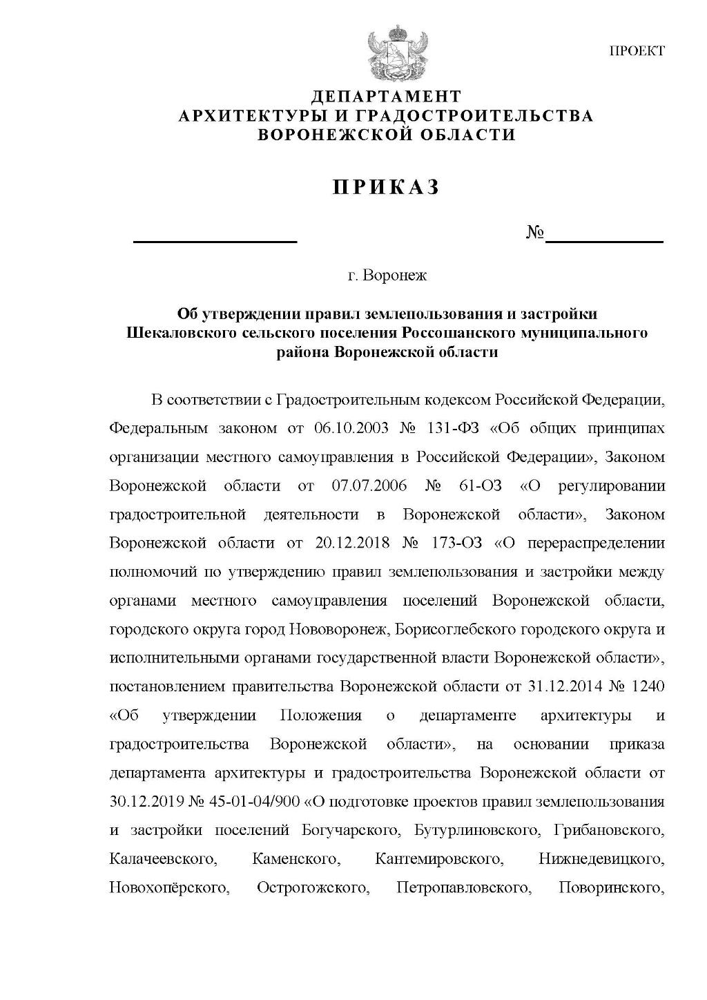 ПРОЕКТ
ДЕПАРТАМЕНТ
АРХИТЕКТУРЫ И ГРАДОСТРОИТЕЛЬСТВА
ВОРОНЕЖСКОЙ ОБЛАСТИ
ПРИКАЗ
№
г. Воронеж
Об утверждении правил землепользования и застройки
Шекаловского сельского поселения Россошанского муниципального
района Воронежской области
В соответствии с Градостроительным кодексом Российской Федерации,
Федеральным законом от 06.10.2003 № 131-ФЗ «Об общих принципах
организации местного самоуправления в Российской Федерации», Законом
Воронежской области от 07.07.2006 № 61-ОЗ «О регулировании
градостроительной деятельности в Воронежской области», Законом
Воронежской области от 20.12.2018 № 173-ОЗ «О перераспределении
полномочий по утверждению правил землепользования и застройки между
органами местного самоуправления поселений Воронежской области,
городского округа город Нововоронеж, Борисоглебского городского округа и
исполнительными органами государственной власти Воронежской области»,
постановлением правительства Воронежской области от 31.12.2014 № 1240
«Об утверждении Положения о департаменте архитектуры и
градостроительства Воронежской области», на основании приказа
департамента архитектуры и градостроительства Воронежской области от
30.12.2019 № 45-01-04/900 «О подготовке проектов правил землепользования
и застройки поселений Богучарского, Бутурлиновского, Грибановского,
Калачеевского, Каменского, Кантемировского, Нижнедевицкого,
Новохопёрского, Острогожского, Петропавловского, Поворинского,